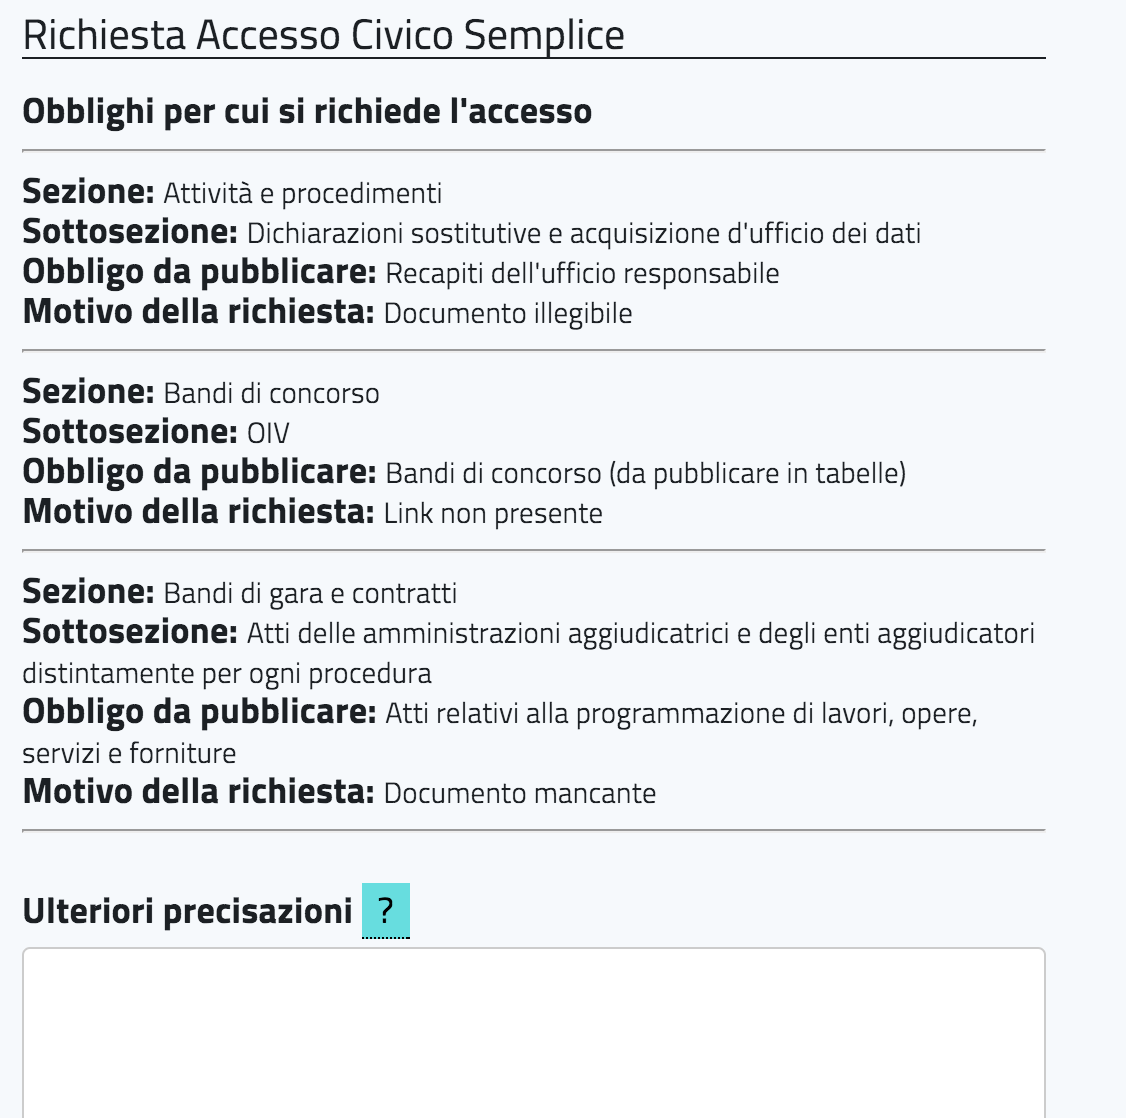 Richiesta Accesso Civico Semplice
Obblighi per cui si richiede l'accesso
Sezione: Attività e procedimenti
Sottosezione: Dichiarazioni sostitutive e acquisizione d'ufficio dei dati
Obbligo da pubblicare: Recapiti dell'ufficio responsabile
Motivo della richiesta: Documento illegibile
Sezione: Bandi di concorso
Sottosezione: OIV
Obbligo da pubblicare: Bandi di concorso (da pubblicare in tabelle)
Motivo della richiesta: Link non presente
Sezione: Bandi di gara e contratti
Sottosezione: Atti delle amministrazioni aggiudicatrici e degli enti aggiudicatori
distintamente per ogni procedura
Obbligo da pubblicare: Atti relativi alla programmazione di lavori, opere,
servizi e forniture
Motivo della richiesta: Documento mancante
Ulteriori precisazioni ?